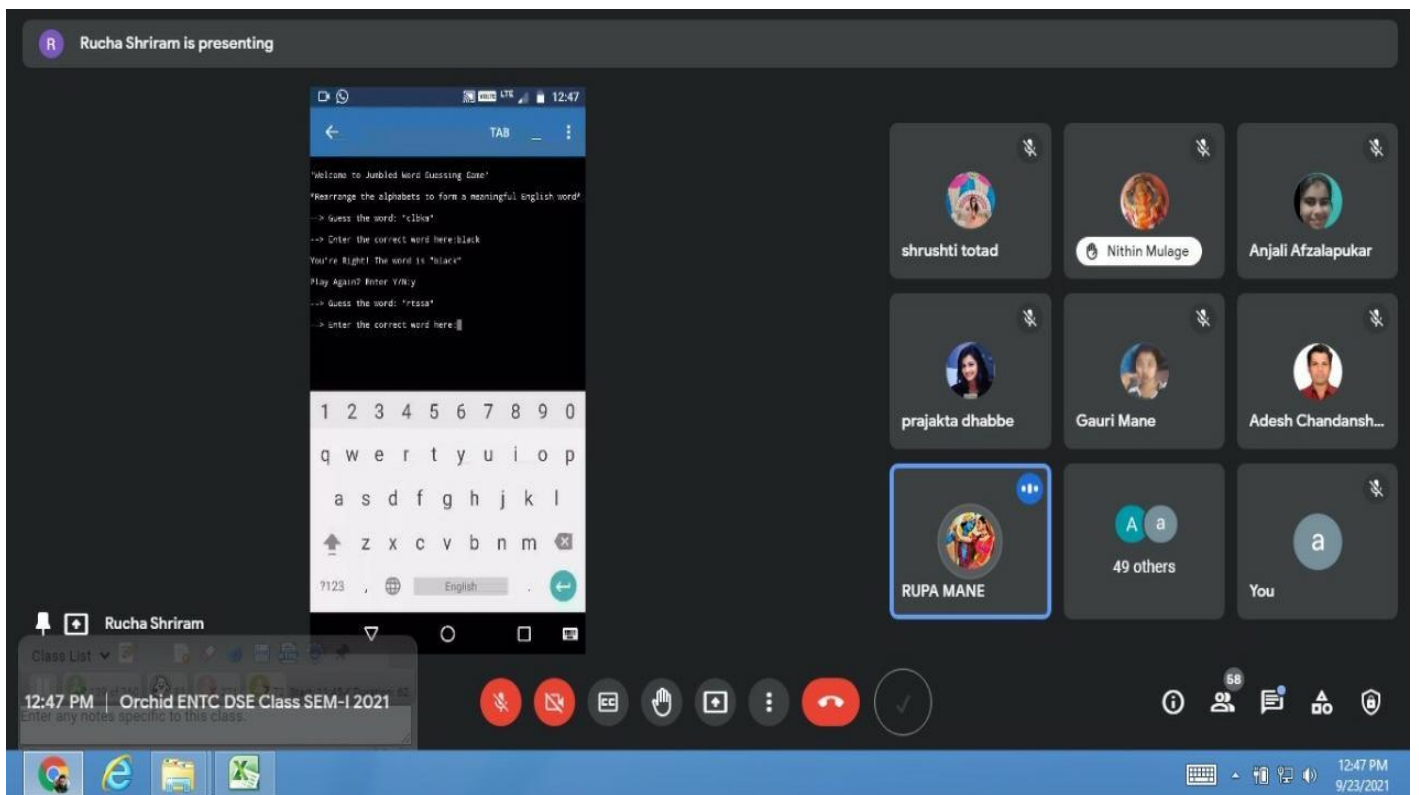 R Rucha Shriram is presenting
LTE 12:47
TAB
*Welcome to Jumbled Word Guessing Game*
*Rearrange the alphabets to form a meaningful English word*
--> Guess the word: "clbka"
--> Enter the correct word here:black
You're Right! The word is "black"
Play Again? Enter Y/N:y
--> Guess the word: "rtssa"
--> Enter the correct word here:
1 2 3 4 5 6 7 8 9 0
q w e r t y u i o p
a s d f g h j k l
z x c v b n m
?123 , English .
shrushti totad
Nithin Mulage
Anjali Afzalapukar
prajakta dhabbe
Gauri Mane
Adesh Chandansh...
RUPA MANE
A a
49 others
a
You
Rucha Shriram
Class List
12:47 PM | Orchid ENTC DSE Class SEM-I 2021
Enter any notes specific to this class.
CC
58
12:47 PM
9/23/2021